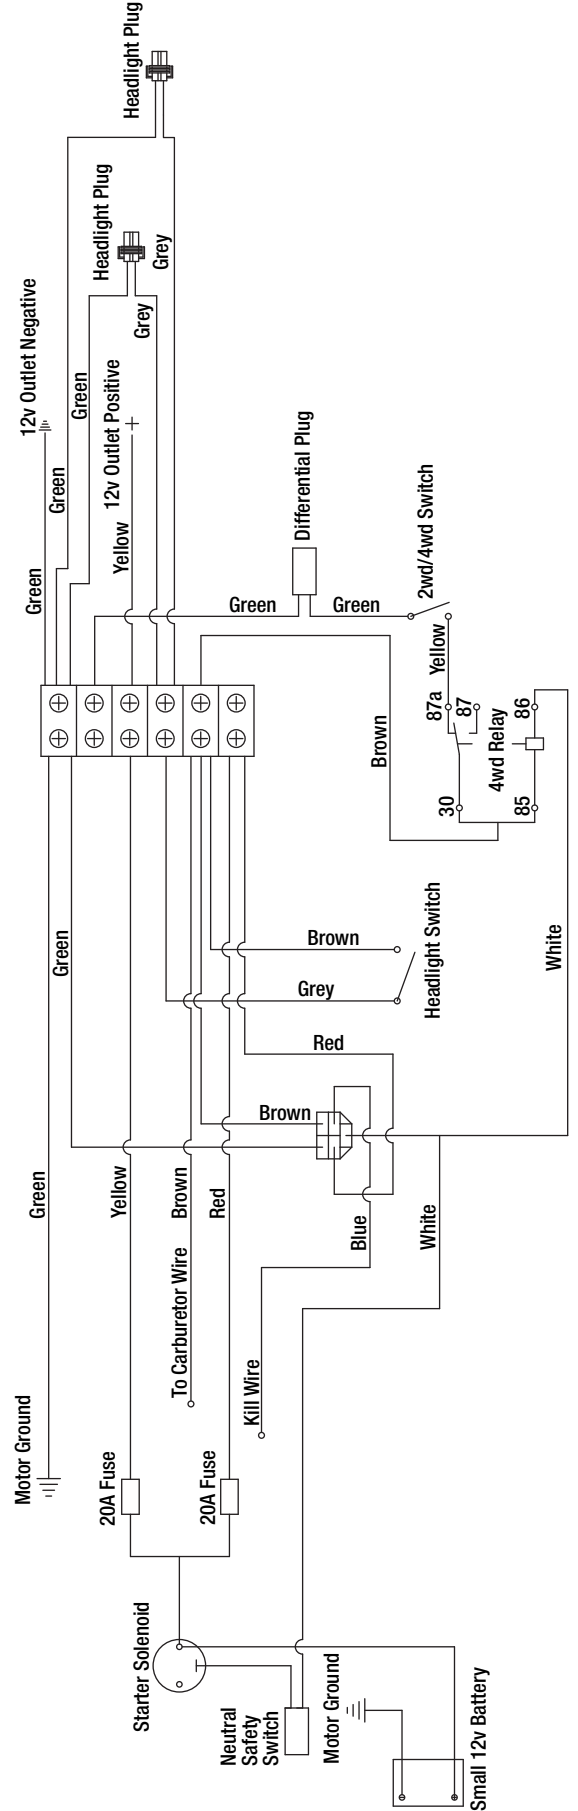 Headlight Plug
Headlight Plug
12v Outlet Negative
Grey
Grey
Green
12v Outlet Positive
Green
Yellow
Green
Differential Plug
2wd/4wd Switch
Green
Green
Yellow
87a
87
86
4wd Relay
Brown
30
85
Green
Brown
Headlight Switch
Grey
White
Red
Brown
Green
Yellow
Brown
Red
Blue
White
To Carburetor Wire
Kill Wire
Motor Ground
20A Fuse
20A Fuse
Starter Solenoid
Neutral
Safety
Switch
Motor Ground
Small 12v Battery